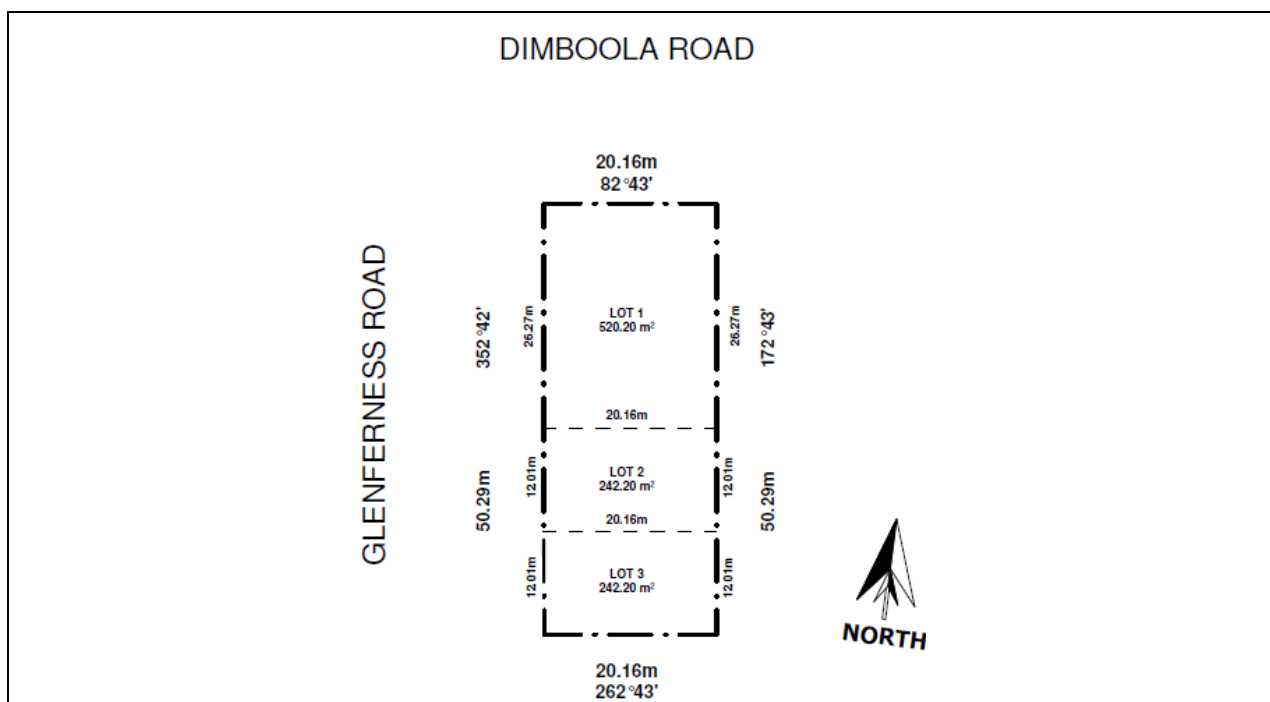 DIMBOOLA ROAD
20.16m
82°43'
GLENFERNESS ROAD
352°42'
26.27m
LOT 1
520.20 m²
26.27m
172°43'
20.16m
50.29m
12.01m
LOT 2
242.20 m²
12.01m
50.29m
20.16m
12.01m
LOT 3
242.20 m²
12.01m
NORTH
20.16m
262°43'